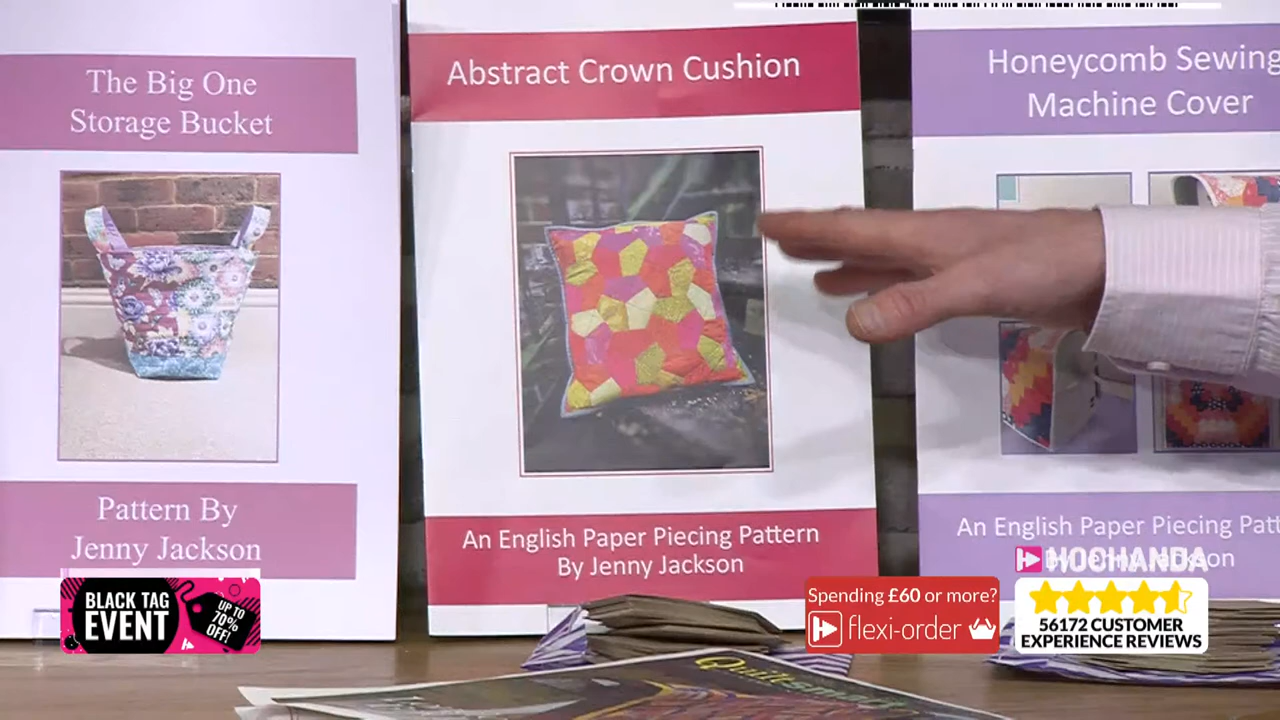 The Big One
Storage Bucket
Pattern By
Jenny Jackson
Abstract Crown Cushion
An English Paper Piecing Pattern
By Jenny Jackson
Honeycomb Sewing
Machine Cover
An English Paper Piecing
HOCHANDA
BLACK TAG
EVENT
UP TO
70%
OFF!
Spending £60 or more?
flexi-order
56172 CUSTOMER
EXPERIENCE REVIEWS